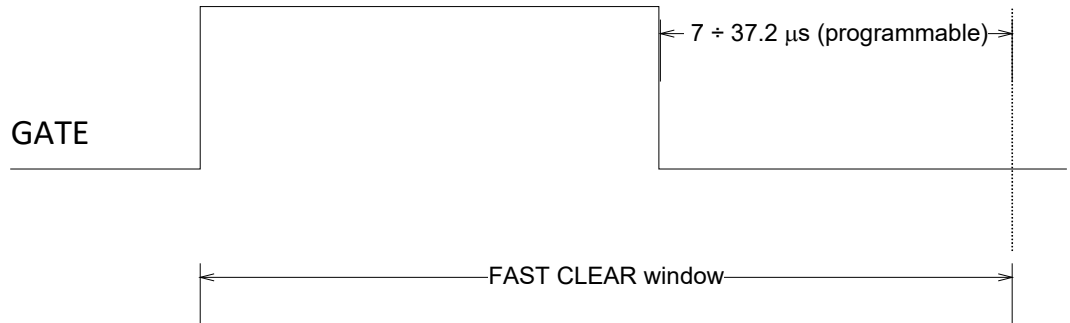 7 ÷ 37.2 μs (programmable)
GATE
FAST CLEAR window